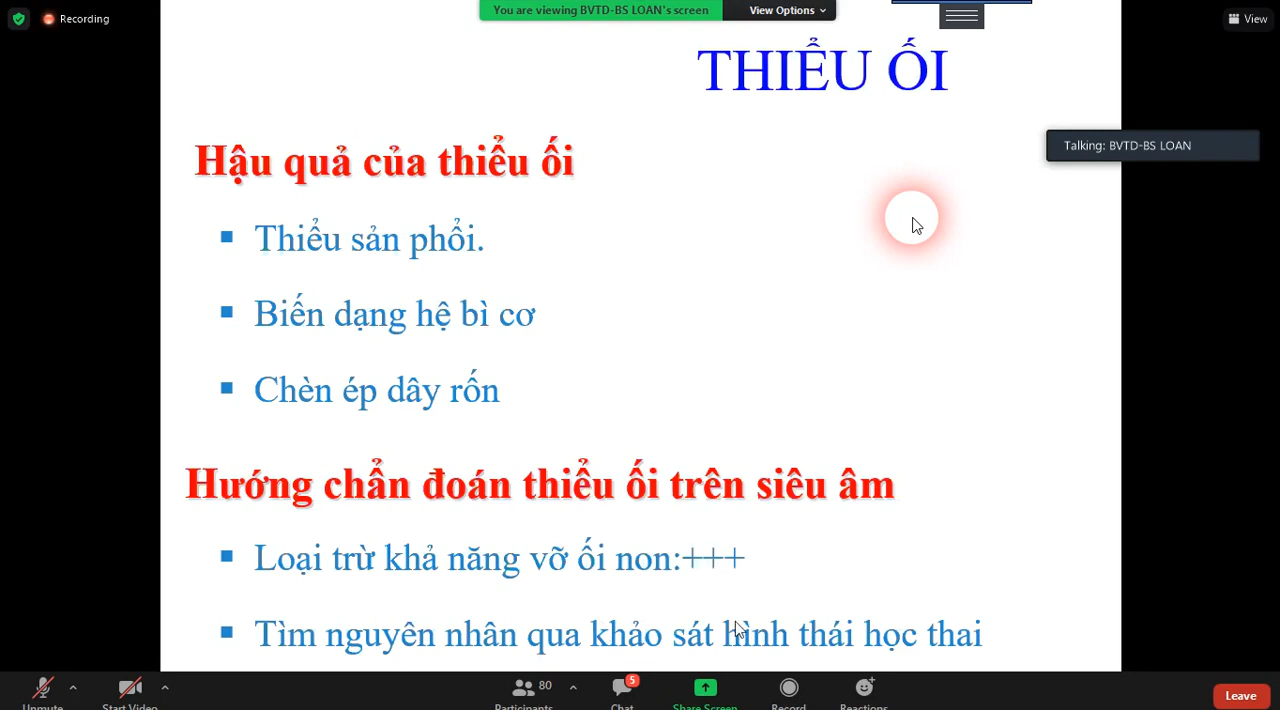 Recording
You are viewing BVTD-BS LOAN's screen
View Options
View
THIỂU ỐI
Talking: BVTD-BS LOAN
Hậu quả của thiểu ối
Thiểu sản phổi.
Biến dạng hệ bì cơ
Chèn ép dây rốn
Hướng chẩn đoán thiểu ối trên siêu âm
Loại trừ khả năng vỡ ối non:+++
Tìm nguyên nhân qua khảo sát hình thái học thai
80
5
Unmute
Start Video
Participants
Chat
Share Screen
Record
Reactions
Leave